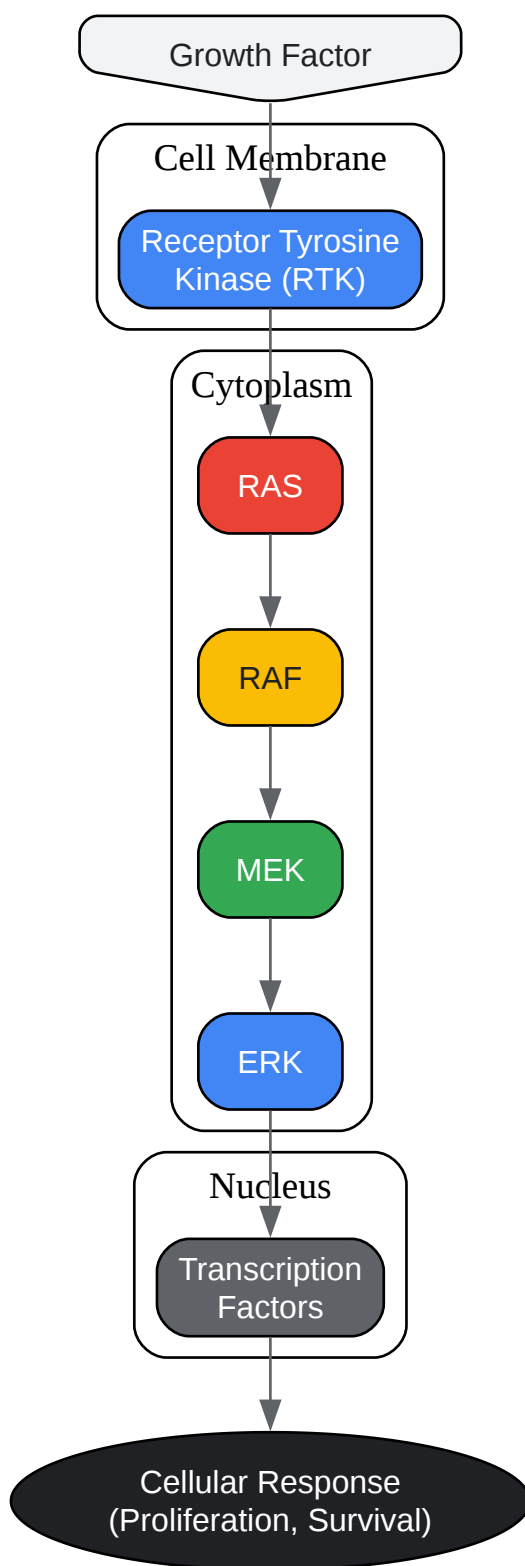 Growth Factor
Cell Membrane
Receptor Tyrosine
Kinase (RTK)
Cytoplasm
RAS
RAF
MEK
ERK
Nucleus
Transcription
Factors
Cellular Response
(Proliferation, Survival)